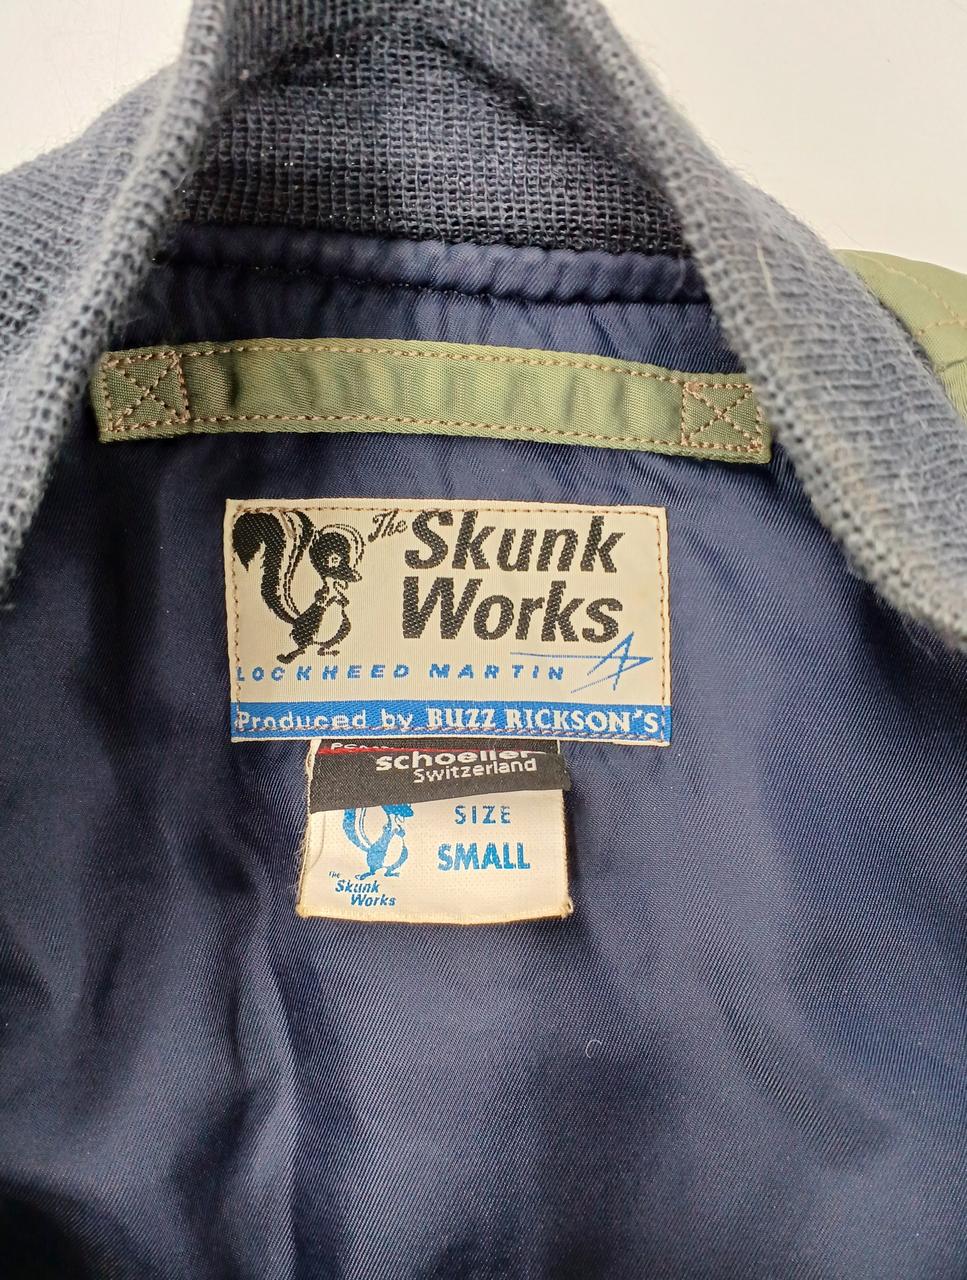 The Skunk
Works
LOCKHEED MARTIN
Produced by BUZZ RICKSON'S
schoeller
Switzerland
SIZE
SMALL
The
Skunk
Works